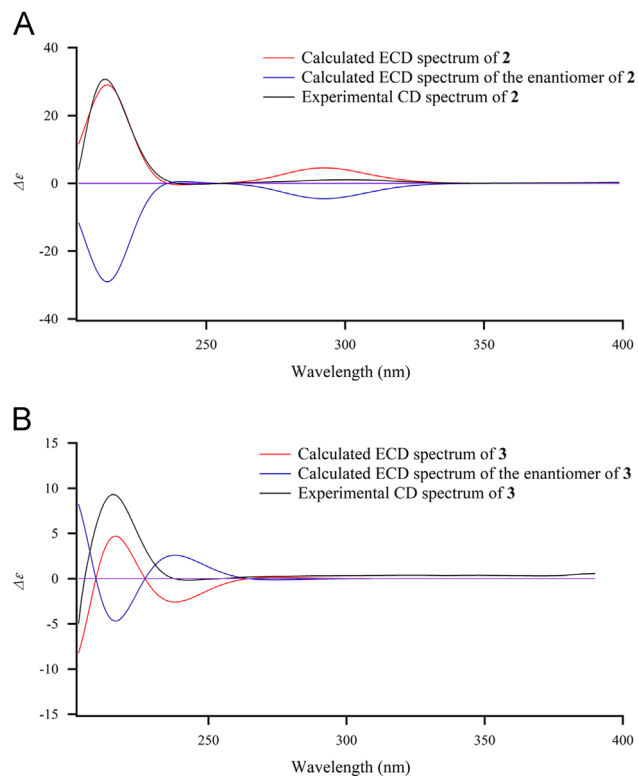 A
Calculated ECD spectrum of 2
Calculated ECD spectrum of the enantiomer of 2
Experimental CD spectrum of 2
40
20
0
-20
-40
Δε
250
300
350
400
Wavelength (nm)
B
Calculated ECD spectrum of 3
Calculated ECD spectrum of the enantiomer of 3
Experimental CD spectrum of 3
15
10
5
0
-5
-10
-15
Δε
250
300
350
400
Wavelength (nm)